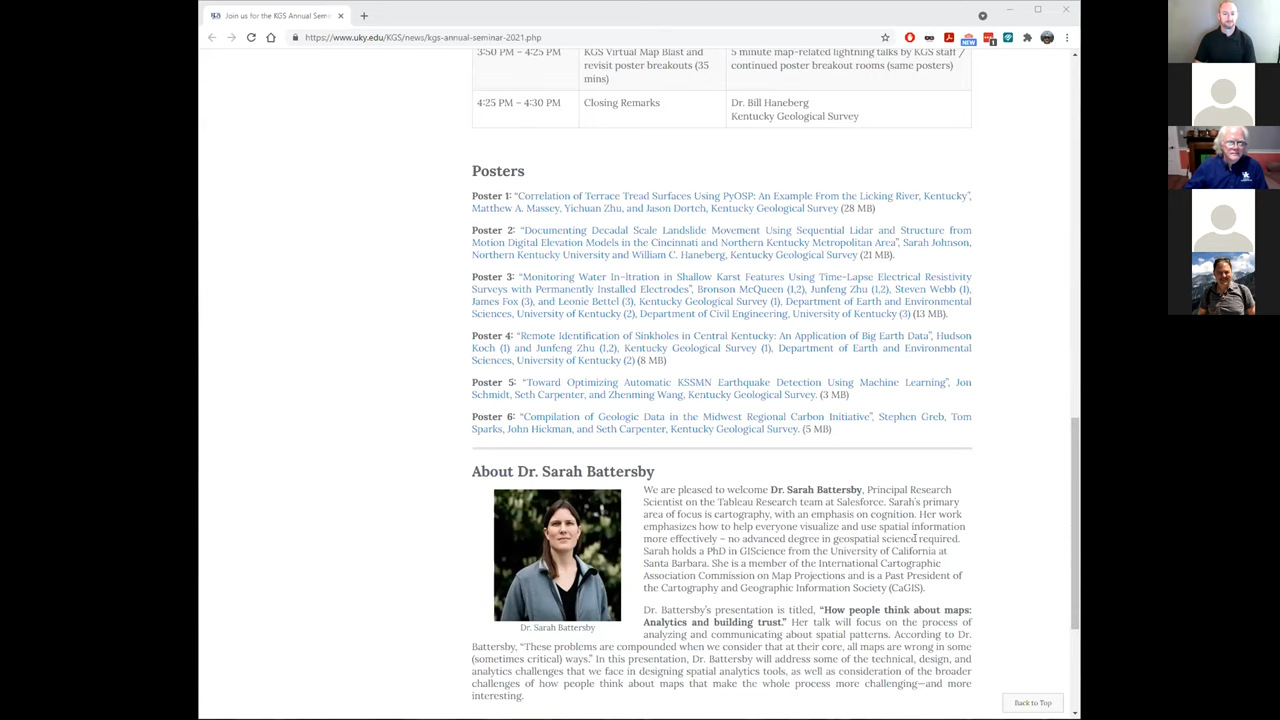 Join us for the KGS Annual Semin
https://www.uky.edu/KGS/news/kgs-annual-seminar-2021.php
NEW
1
3:50 PM – 4:25 PM
KGS Virtual Map Blast and
revisit poster breakouts (35
mins)
5 minute map-related lightning talks by KGS staff /
continued poster breakout rooms (same posters)
4:25 PM – 4:30 PM
Closing Remarks
Dr. Bill Haneberg
Kentucky Geological Survey
Posters
Poster 1: “Correlation of Terrace Tread Surfaces Using PyOSP: An Example From the Licking River, Kentucky”,
Matthew A. Massey, Yichuan Zhu, and Jason Dortch, Kentucky Geological Survey (28 MB)
Poster 2: “Documenting Decadal Scale Landslide Movement Using Sequential Lidar and Structure from
Motion Digital Elevation Models in the Cincinnati and Northern Kentucky Metropolitan Area”, Sarah Johnson,
Northern Kentucky University and William C. Haneberg, Kentucky Geological Survey (21 MB).
Poster 3: “Monitoring Water In-ltration in Shallow Karst Features Using Time-Lapse Electrical Resistivity
Surveys with Permanently Installed Electrodes”, Bronson McQueen (1,2), Junfeng Zhu (1,2), Steven Webb (1),
James Fox (3), and Leonie Bettel (3), Kentucky Geological Survey (1), Department of Earth and Environmental
Sciences, University of Kentucky (2), Department of Civil Engineering, University of Kentucky (3) (13 MB).
Poster 4: “Remote Identification of Sinkholes in Central Kentucky: An Application of Big Earth Data”, Hudson
Koch (1) and Junfeng Zhu (1,2), Kentucky Geological Survey (1), Department of Earth and Environmental
Sciences, University of Kentucky (2) (8 MB)
Poster 5: “Toward Optimizing Automatic KSSMN Earthquake Detection Using Machine Learning”, Jon
Schmidt, Seth Carpenter, and Zhenming Wang, Kentucky Geological Survey. (3 MB)
Poster 6: “Compilation of Geologic Data in the Midwest Regional Carbon Initiative”, Stephen Greb, Tom
Sparks, John Hickman, and Seth Carpenter, Kentucky Geological Survey. (5 MB)
About Dr. Sarah Battersby
We are pleased to welcome Dr. Sarah Battersby, Principal Research
Scientist on the Tableau Research team at Salesforce. Sarah’s primary
area of focus is cartography, with an emphasis on cognition. Her work
emphasizes how to help everyone visualize and use spatial information
more effectively – no advanced degree in geospatial science required.
Sarah holds a PhD in GIScience from the University of California at
Santa Barbara. She is a member of the International Cartographic
Association Commission on Map Projections and is a Past President of
the Cartography and Geographic Information Society (CaGIS).
Dr. Sarah Battersby
Dr. Battersby’s presentation is titled, “How people think about maps:
Analytics and building trust.” Her talk will focus on the process of
analyzing and communicating about spatial patterns. According to Dr.
Battersby, “These problems are compounded when we consider that at their core, all maps are wrong in some
(sometimes critical) ways.” In this presentation, Dr. Battersby will address some of the technical, design, and
analytics challenges that we face in designing spatial analytics tools, as well as consideration of the broader
challenges of how people think about maps that make the whole process more challenging—and more
interesting.
Back to Top